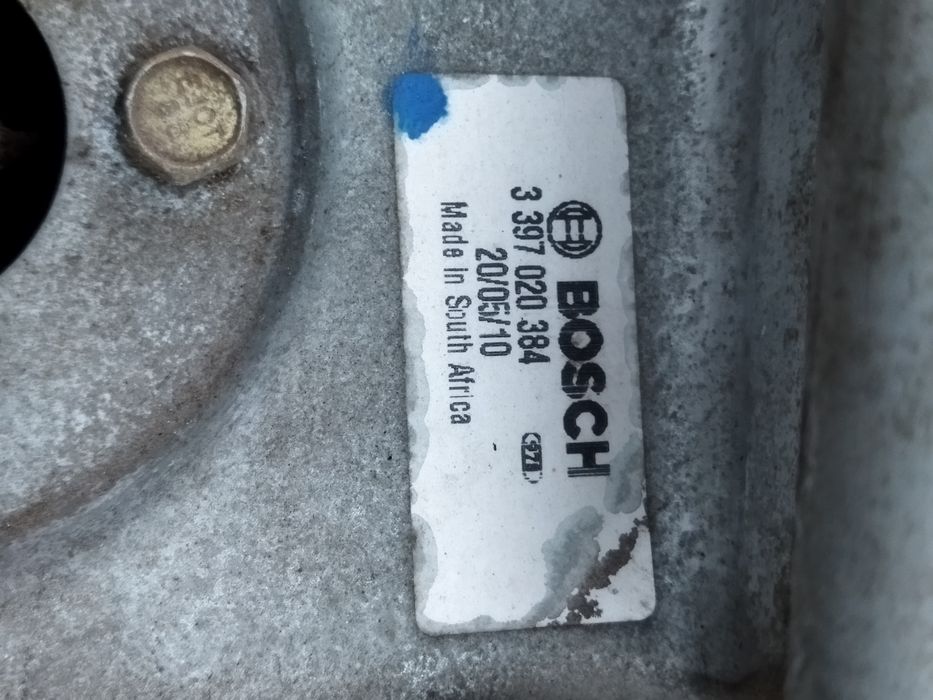 BOSCH
3 397 020 384
20/05/10
Made in South Africa